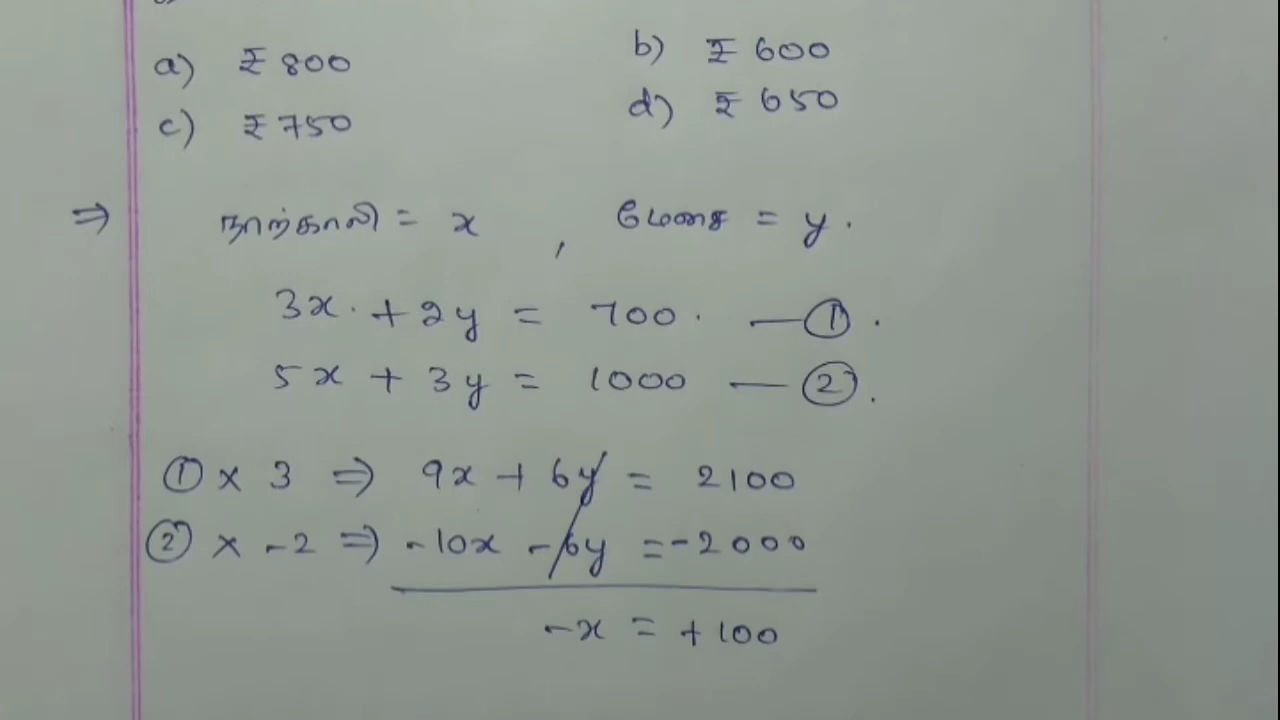 a) ₹ 800 b) ₹ 600
c) ₹ 750 d) ₹ 650
⇒ நாற்காலி = x , மேசை = y.
3x. + 2y = 700. — ① .
5x + 3y = 1000 — ② .
① x 3 ⇒ 9x + 6y = 2100
② x -2 ⇒ -10x - 6y = -2000
-x = +100